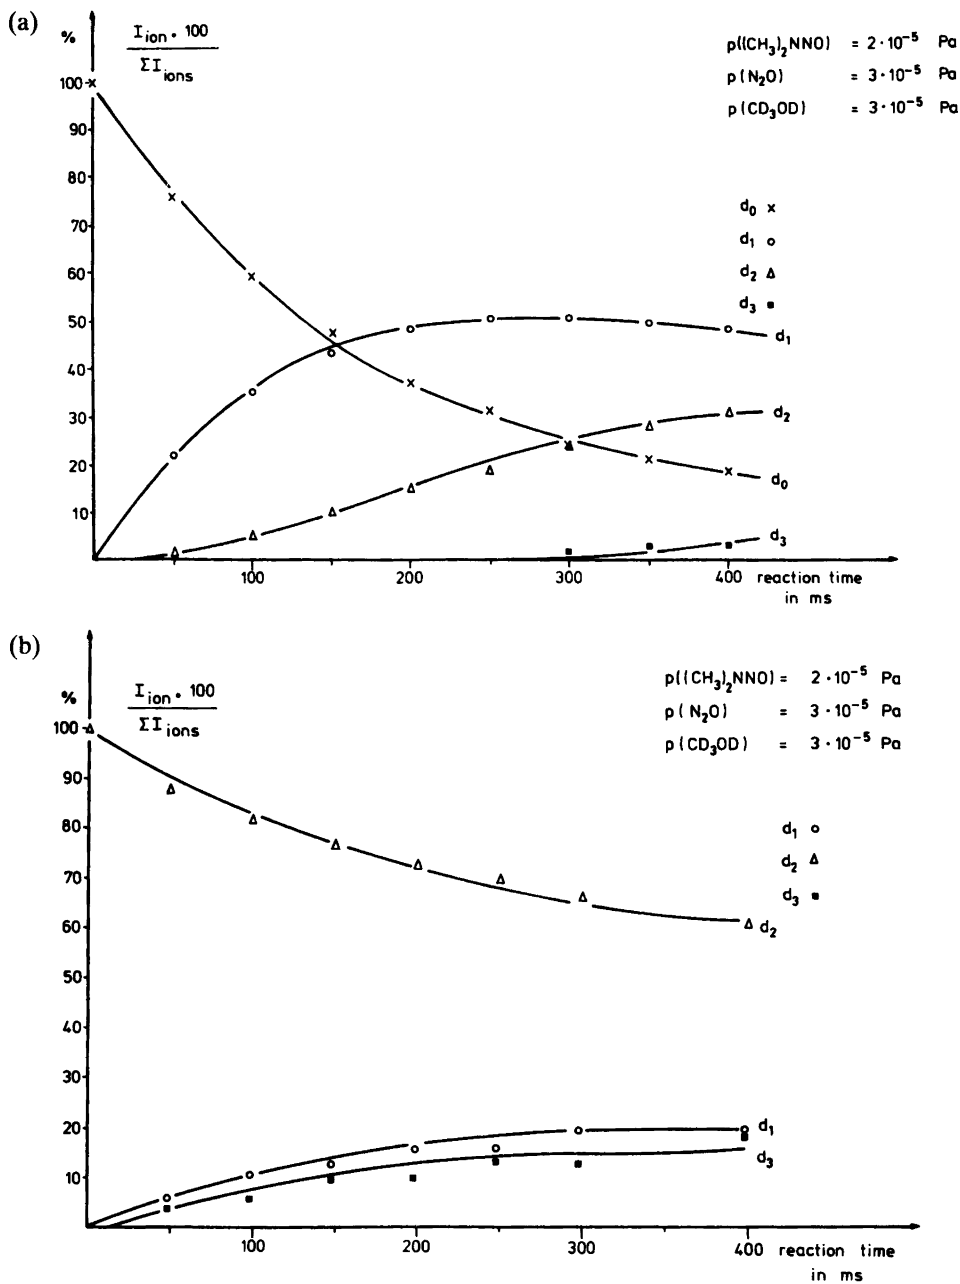 (a)
%
I_ion · 100
ΣI_ions
p((CH₃)₂NNO) = 2·10⁻⁵ Pa
p(N₂O) = 3·10⁻⁵ Pa
p(CD₃OD) = 3·10⁻⁵ Pa
100
90
80
70
60
50
40
30
20
10
d₀ x
d₁ o
d₂ Δ
d₃ ■
d₁
d₂
d₀
d₃
100 200 300 400 reaction time
in ms
(b)
%
I_ion · 100
ΣI_ions
p((CH₃)₂NNO) = 2·10⁻⁵ Pa
p(N₂O) = 3·10⁻⁵ Pa
p(CD₃OD) = 3·10⁻⁵ Pa
100
90
80
70
60
50
40
30
20
10
d₁ o
d₂ Δ
d₃ ■
d₂
d₁
d₃
100 200 300 400 reaction time
in ms